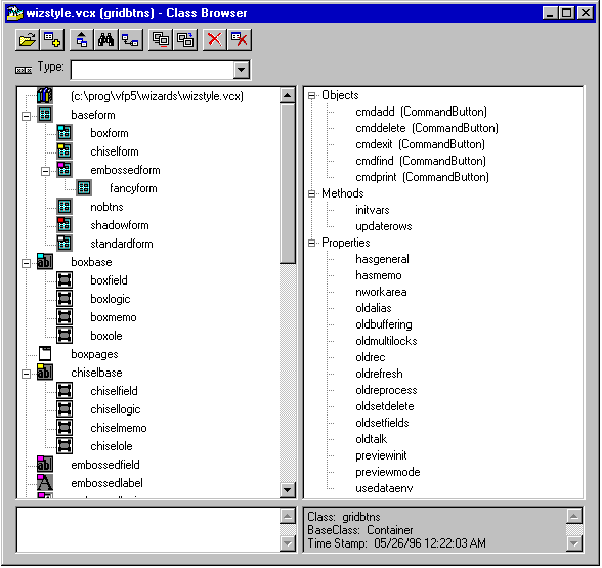 wizstyle.vcx (gridbtns) - Class Browser
Type:
(c:\prog\vfp5\wizards\wizstyle.vcx)
baseform
boxform
chiselform
embossedform
fancyform
nobtns
shadowform
standardform
boxbase
boxfield
boxlogic
boxmemo
boxole
boxpages
chiselbase
chiselfield
chisellogic
chiselmemo
chiselole
embossedfield
embossedlabel
Objects
cmdadd (CommandButton)
cmddelete (CommandButton)
cmdexit (CommandButton)
cmdfind (CommandButton)
cmdprint (CommandButton)
Methods
initvars
updaterows
Properties
hasgeneral
hasmemo
nworkarea
oldalias
oldbuffering
oldmultilocks
oldrec
oldrefresh
oldreprocess
oldsetdelete
oldsetfields
oldtalk
previewinit
previewmode
usedataenv
Class: gridbtns
BaseClass: Container
Time Stamp: 05/26/96 12:22:03 AM